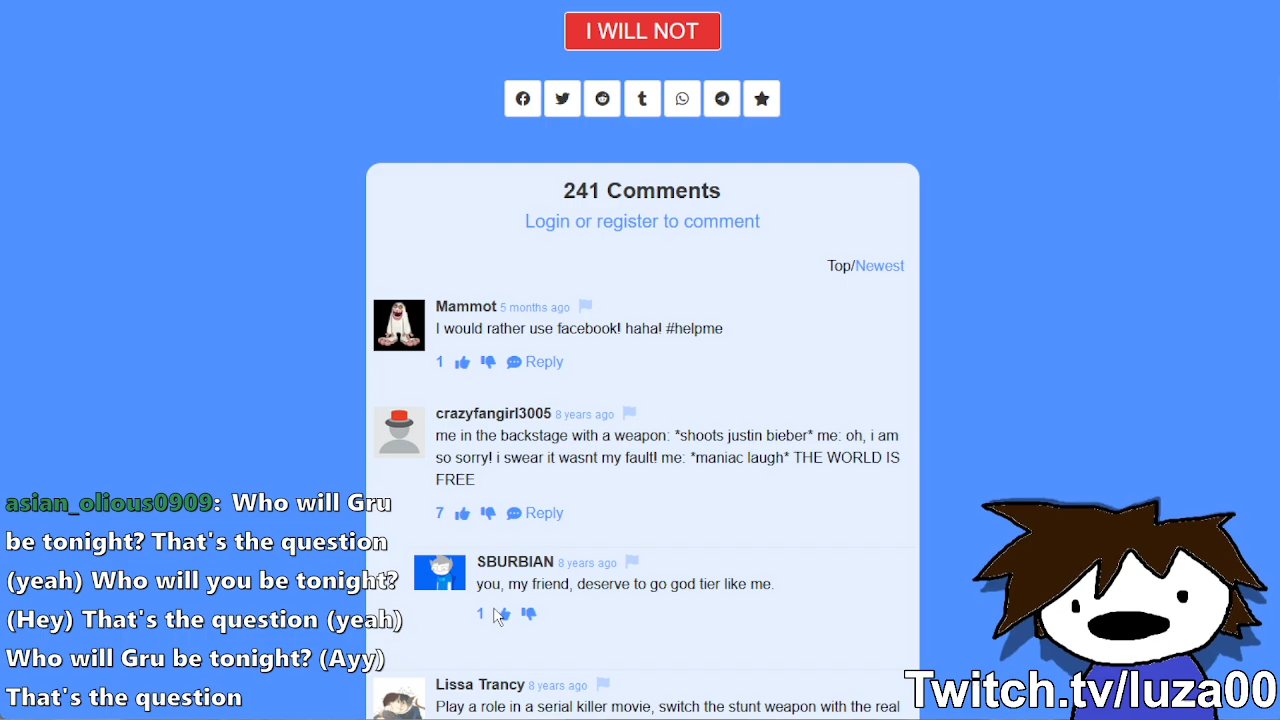 I WILL NOT
241 Comments
Login or register to comment
Top/Newest
Mammot 5 months ago
I would rather use facebook! haha! #helpme
1 Reply
crazyfangirl3005 8 years ago
me in the backstage with a weapon: *shoots justin bieber* me: oh, i am
so sorry! i swear it wasnt my fault! me: *maniac laugh* THE WORLD IS
FREE
7 Reply
SBURBIAN 8 years ago
you, my friend, deserve to go god tier like me.
1
Lissa Trancy 8 years ago
Play a role in a serial killer movie, switch the stunt weapon with the real
asian_olious0909: Who will Gru
be tonight? That's the question
(yeah) Who will you be tonight?
(Hey) That's the question (yeah)
Who will Gru be tonight? (Ayy)
That's the question
Twitch.tv/luza00